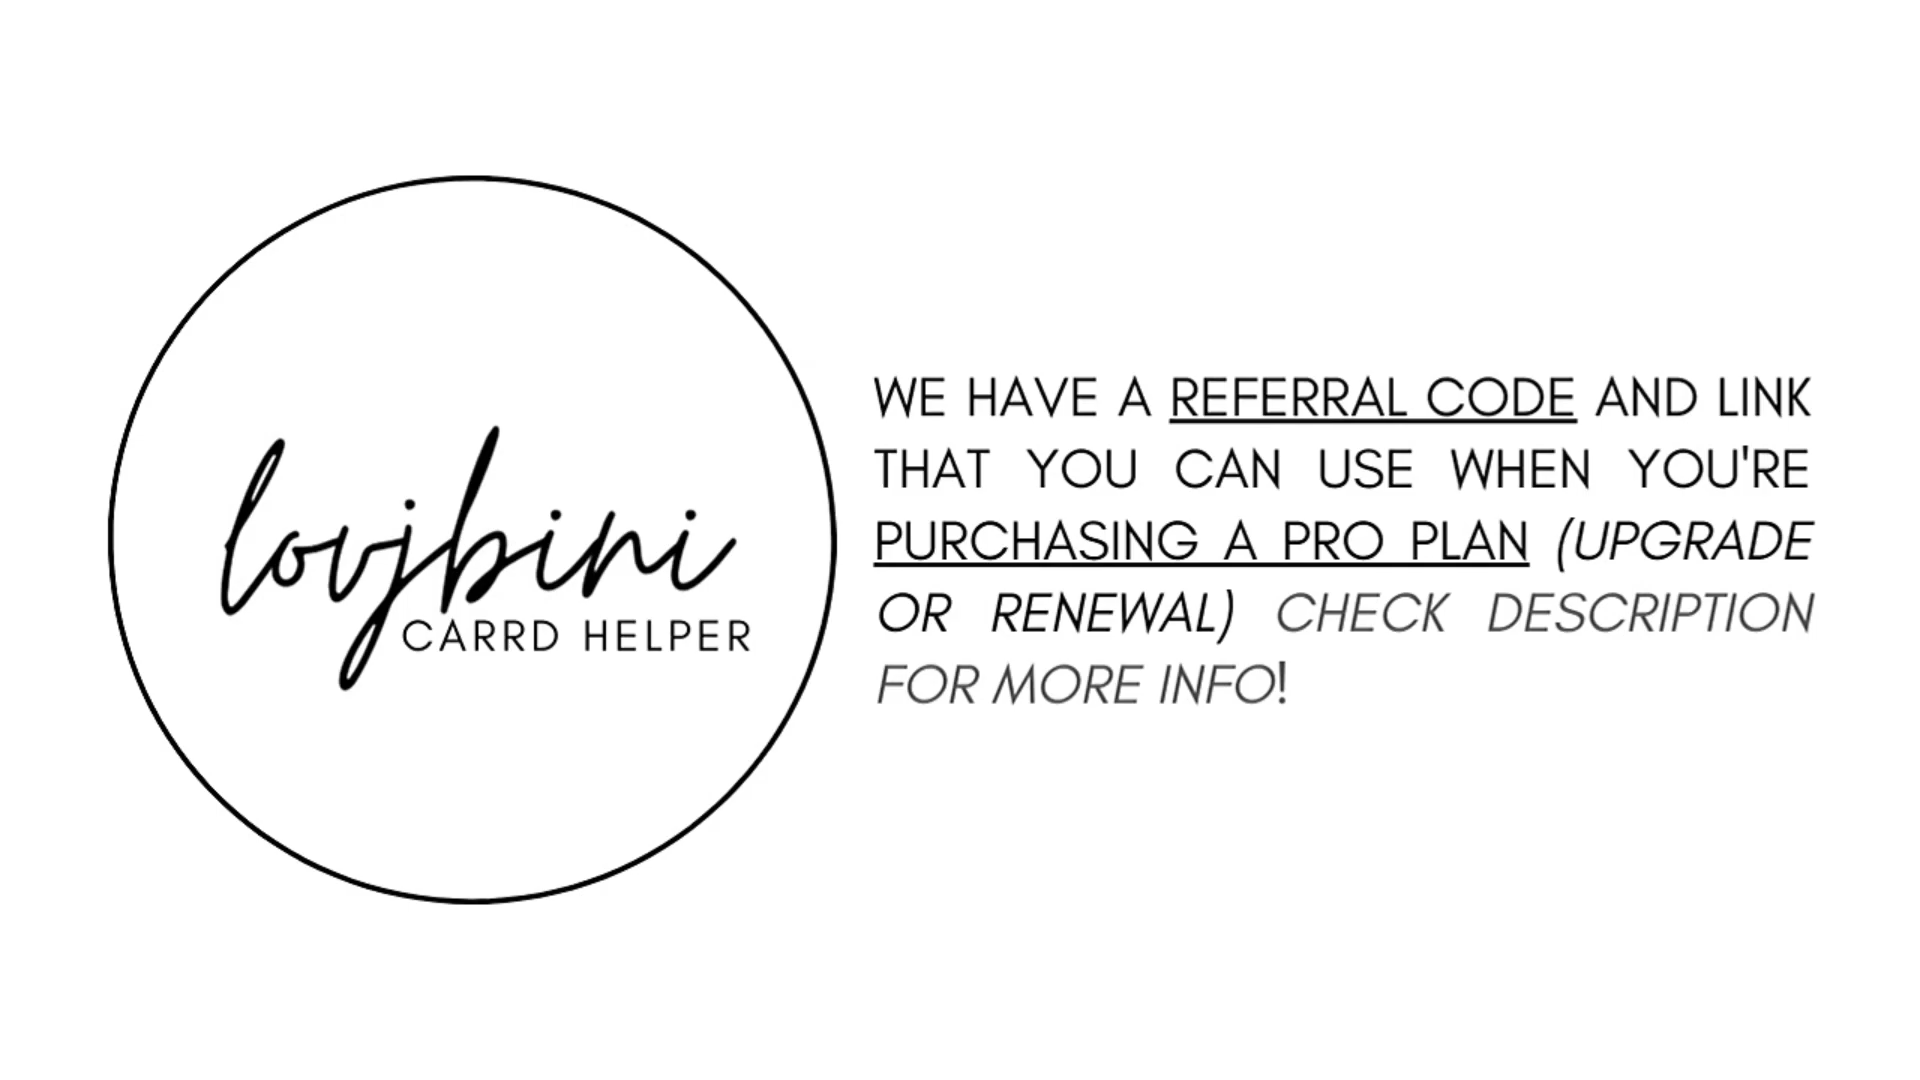 lovjbini
CARRD HELPER
WE HAVE A REFERRAL CODE AND LINK
THAT YOU CAN USE WHEN YOU'RE
PURCHASING A PRO PLAN (UPGRADE
OR RENEWAL) CHECK DESCRIPTION
FOR MORE INFO!